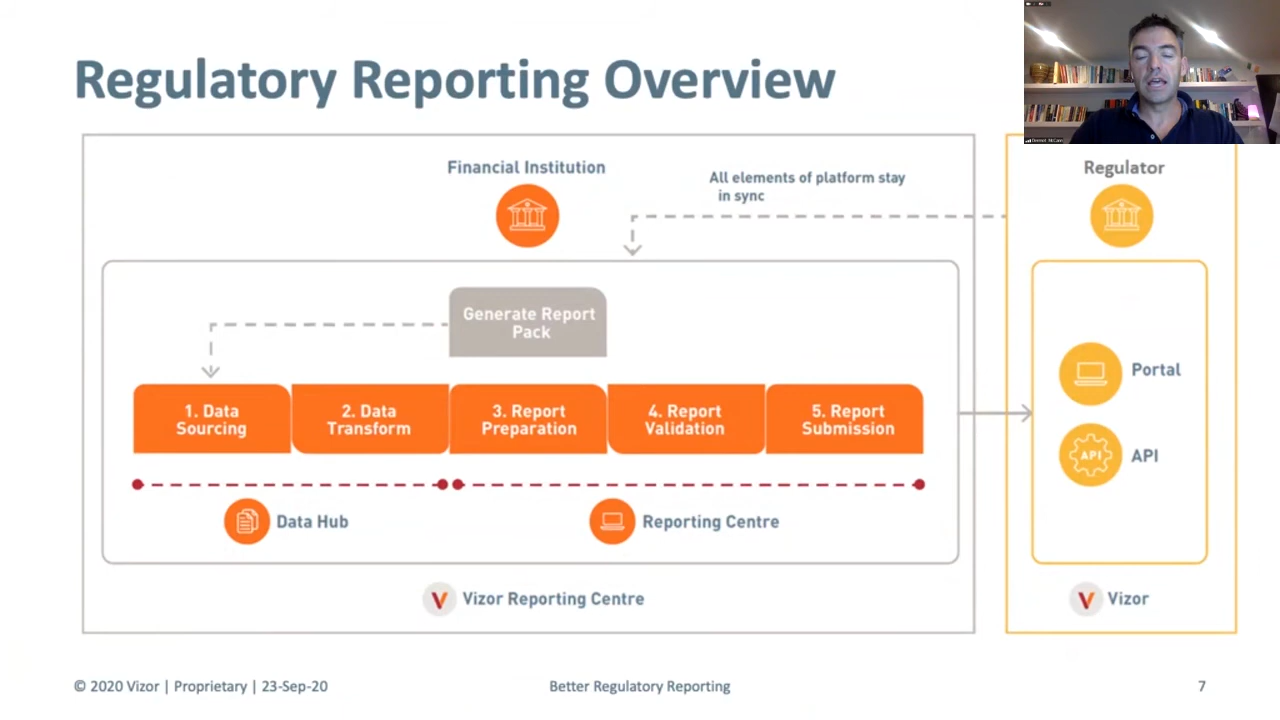 Regulatory Reporting Overview
Financial Institution
All elements of platform stay
in sync
Regulator
Generate Report
Pack
1. Data
Sourcing
2. Data
Transform
3. Report
Preparation
4. Report
Validation
5. Report
Submission
Portal
API
API
Data Hub
Reporting Centre
Vizor Reporting Centre
Vizor
© 2020 Vizor | Proprietary | 23-Sep-20
Better Regulatory Reporting
7